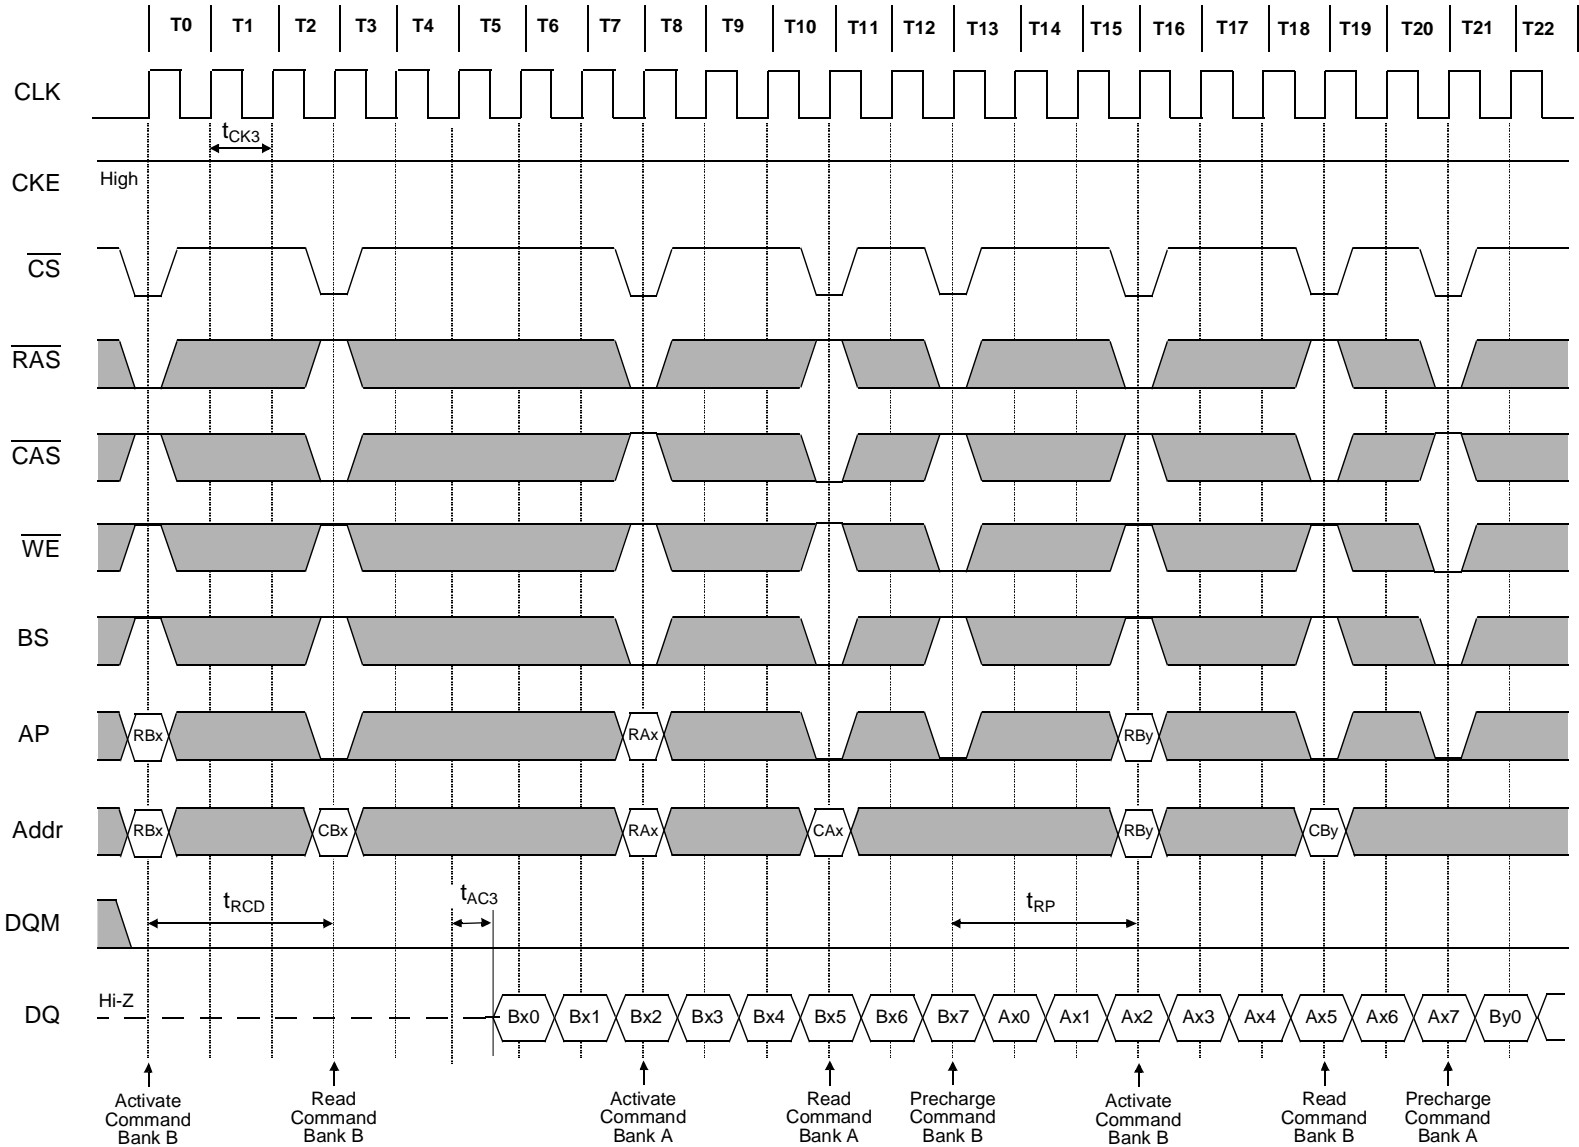 T0 T1 T2 T3 T4 T5 T6 T7 T8 T9 T10 T11 T12 T13 T14 T15 T16 T17 T18 T19 T20 T21 T22
CLK
tCK3
CKE High
CS
RAS
CAS
WE
BS
AP RBx RAx RBy
Addr RBx CBx RAx CAx RBy CBy
tRCD tAC3 tRP
DQM
DQ Hi-Z Bx0 Bx1 Bx2 Bx3 Bx4 Bx5 Bx6 Bx7 Ax0 Ax1 Ax2 Ax3 Ax4 Ax5 Ax6 Ax7 By0
Activate
Command
Bank B
Read
Command
Bank B
Activate
Command
Bank A
Read
Command
Bank A
Precharge
Command
Bank B
Activate
Command
Bank B
Read
Command
Bank B
Precharge
Command
Bank A